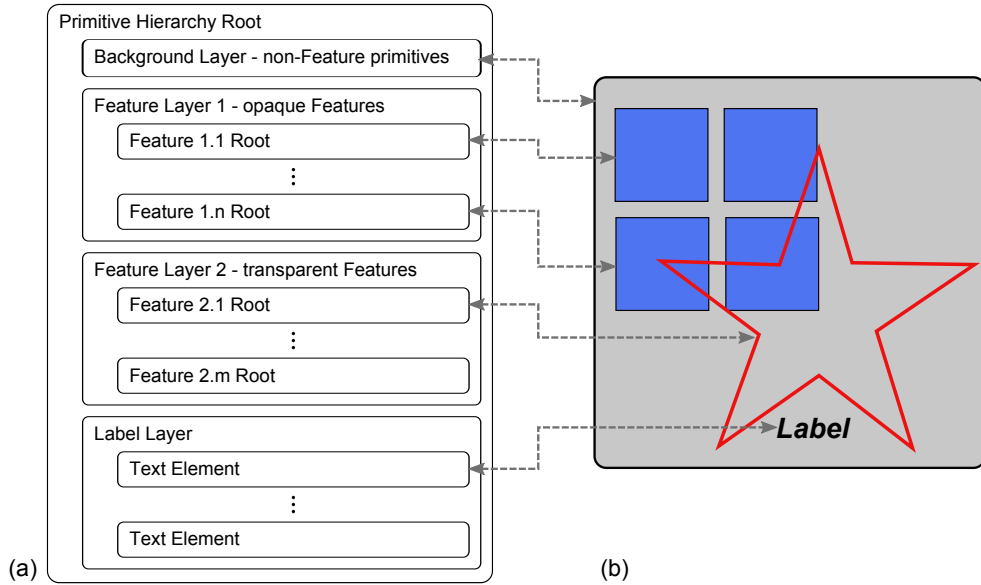 Primitive Hierarchy Root
Background Layer - non-Feature primitives
Feature Layer 1 - opaque Features
Feature 1.1 Root
Feature 1.n Root
Feature Layer 2 - transparent Features
Feature 2.1 Root
Feature 2.m Root
Label Layer
Text Element
Text Element
(a)
Label
(b)